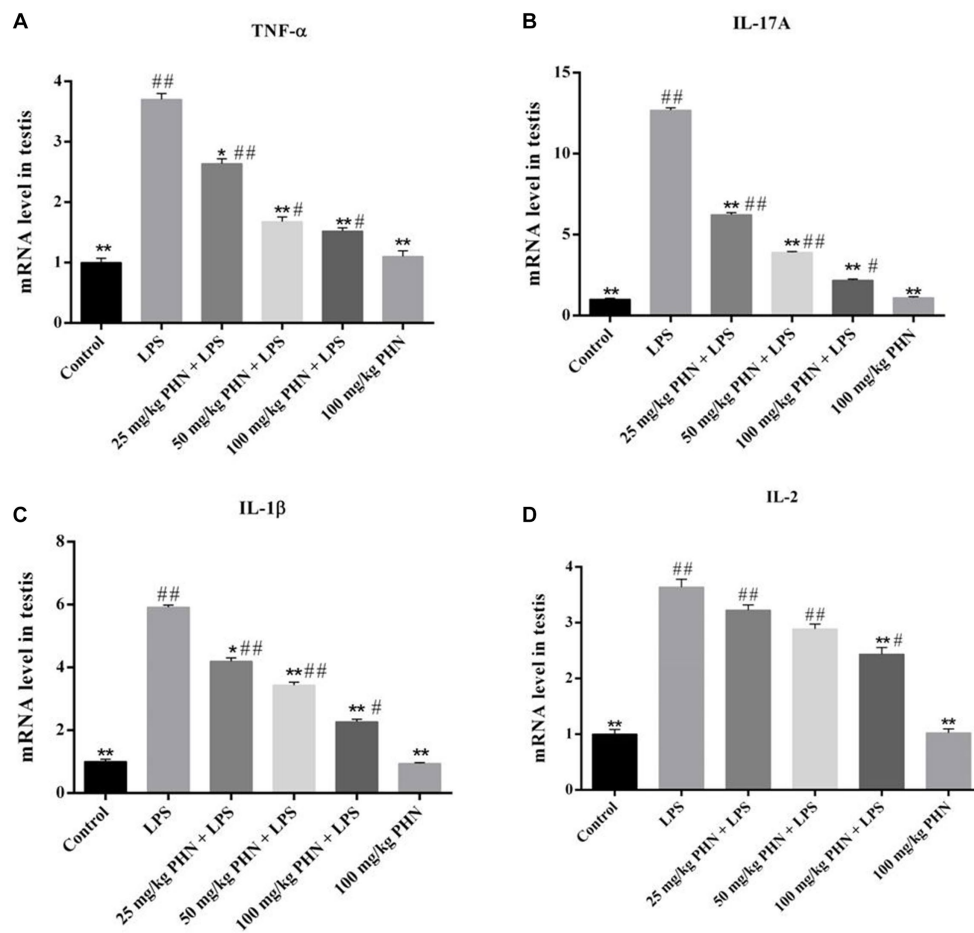 A
TNF-α
mRNA level in testis
4
3
2
1
0
**
##
* ##
** #
** #
**
Control
LPS
25 mg/kg PHN + LPS
50 mg/kg PHN + LPS
100 mg/kg PHN + LPS
100 mg/kg PHN
B
IL-17A
mRNA level in testis
15
10
5
0
**
##
** ##
** ##
** #
**
Control
LPS
25 mg/kg PHN + LPS
50 mg/kg PHN + LPS
100 mg/kg PHN + LPS
100 mg/kg PHN
C
IL-1β
mRNA level in testis
8
6
4
2
0
**
##
* ##
** ##
** #
**
Control
LPS
25 mg/kg PHN + LPS
50 mg/kg PHN + LPS
100 mg/kg PHN + LPS
100 mg/kg PHN
D
IL-2
mRNA level in testis
4
3
2
1
0
**
##
##
##
** #
**
Control
LPS
25 mg/kg PHN + LPS
50 mg/kg PHN + LPS
100 mg/kg PHN + LPS
100 mg/kg PHN